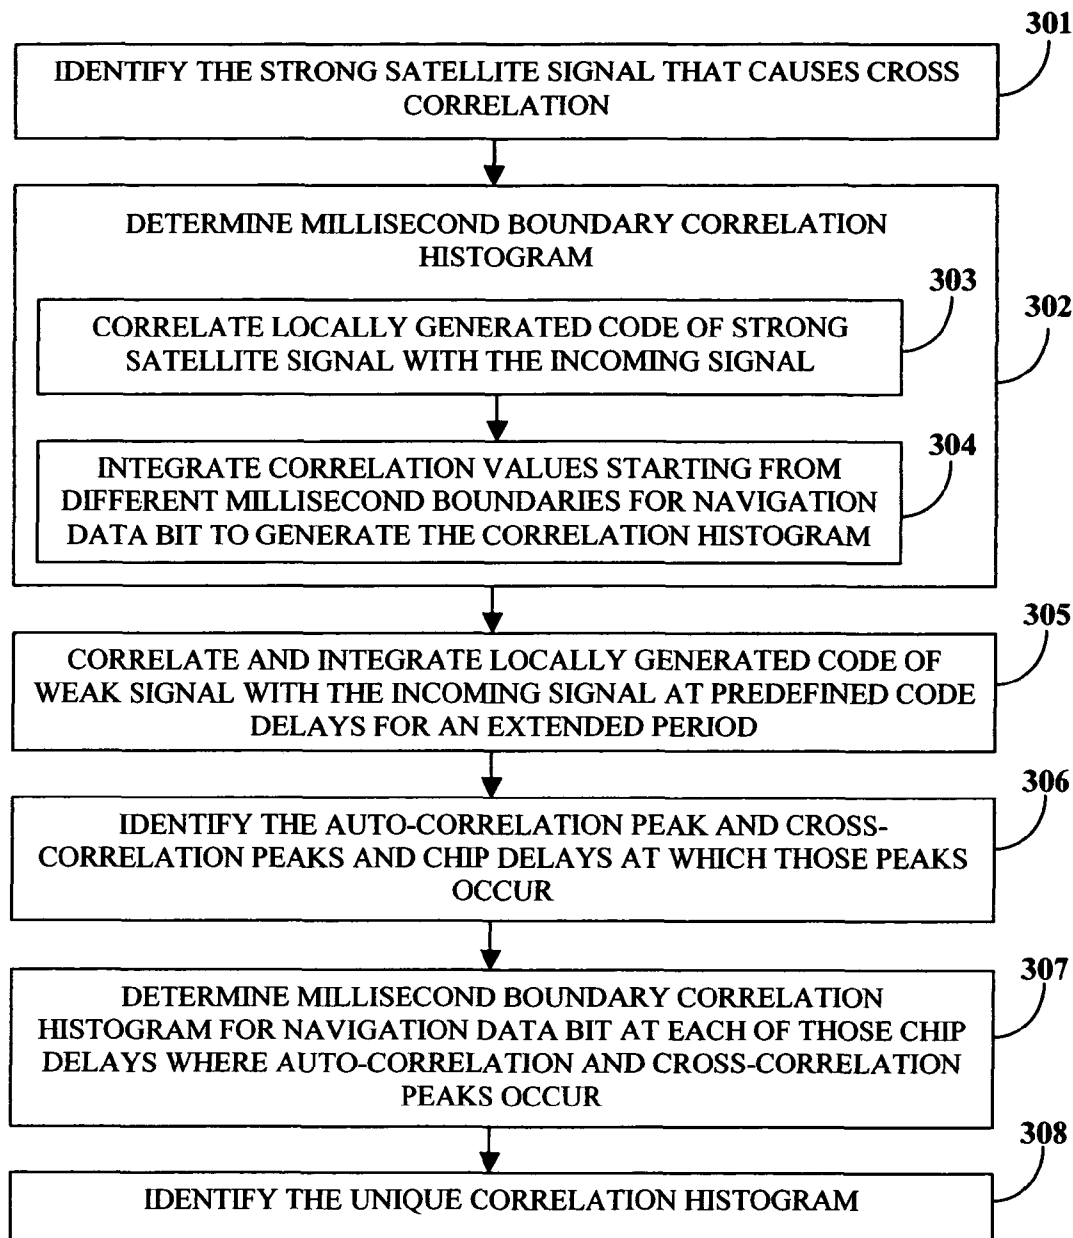 301
IDENTIFY THE STRONG SATELLITE SIGNAL THAT CAUSES CROSS
CORRELATION
DETERMINE MILLISECOND BOUNDARY CORRELATION
HISTOGRAM
303
302
CORRELATE LOCALLY GENERATED CODE OF STRONG
SATELLITE SIGNAL WITH THE INCOMING SIGNAL
304
INTEGRATE CORRELATION VALUES STARTING FROM
DIFFERENT MILLISECOND BOUNDARIES FOR NAVIGATION
DATA BIT TO GENERATE THE CORRELATION HISTOGRAM
305
CORRELATE AND INTEGRATE LOCALLY GENERATED CODE OF
WEAK SIGNAL WITH THE INCOMING SIGNAL AT PREDEFINED CODE
DELAYS FOR AN EXTENDED PERIOD
306
IDENTIFY THE AUTO-CORRELATION PEAK AND CROSS-
CORRELATION PEAKS AND CHIP DELAYS AT WHICH THOSE PEAKS
OCCUR
307
DETERMINE MILLISECOND BOUNDARY CORRELATION
HISTOGRAM FOR NAVIGATION DATA BIT AT EACH OF THOSE CHIP
DELAYS WHERE AUTO-CORRELATION AND CROSS-CORRELATION
PEAKS OCCUR
308
IDENTIFY THE UNIQUE CORRELATION HISTOGRAM